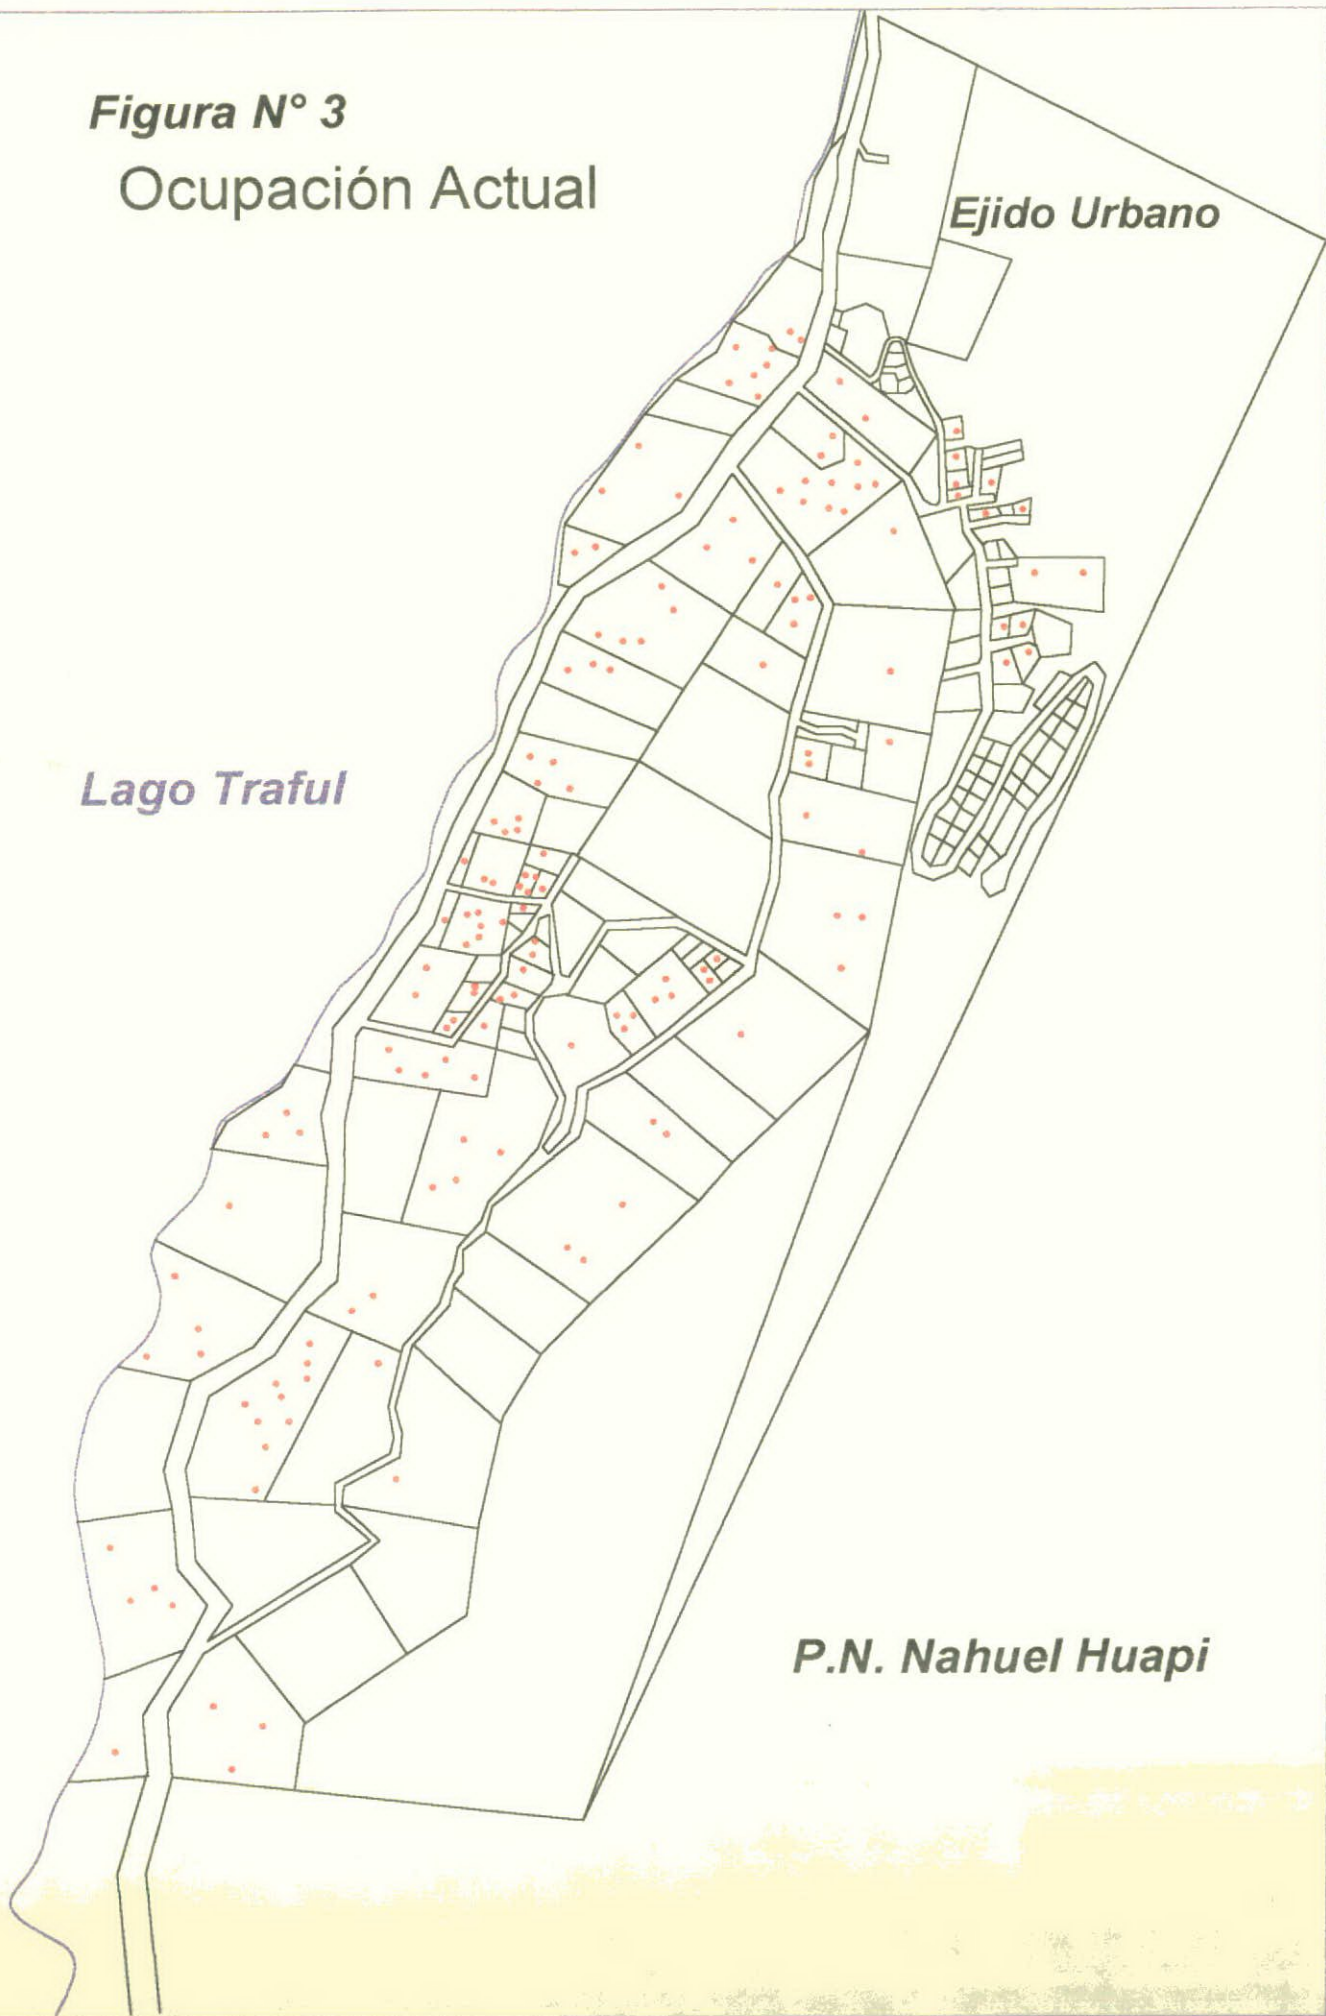 Figura N° 3
Ocupación Actual
Ejido Urbano
Lago Traful
P.N. Nahuel Huapi